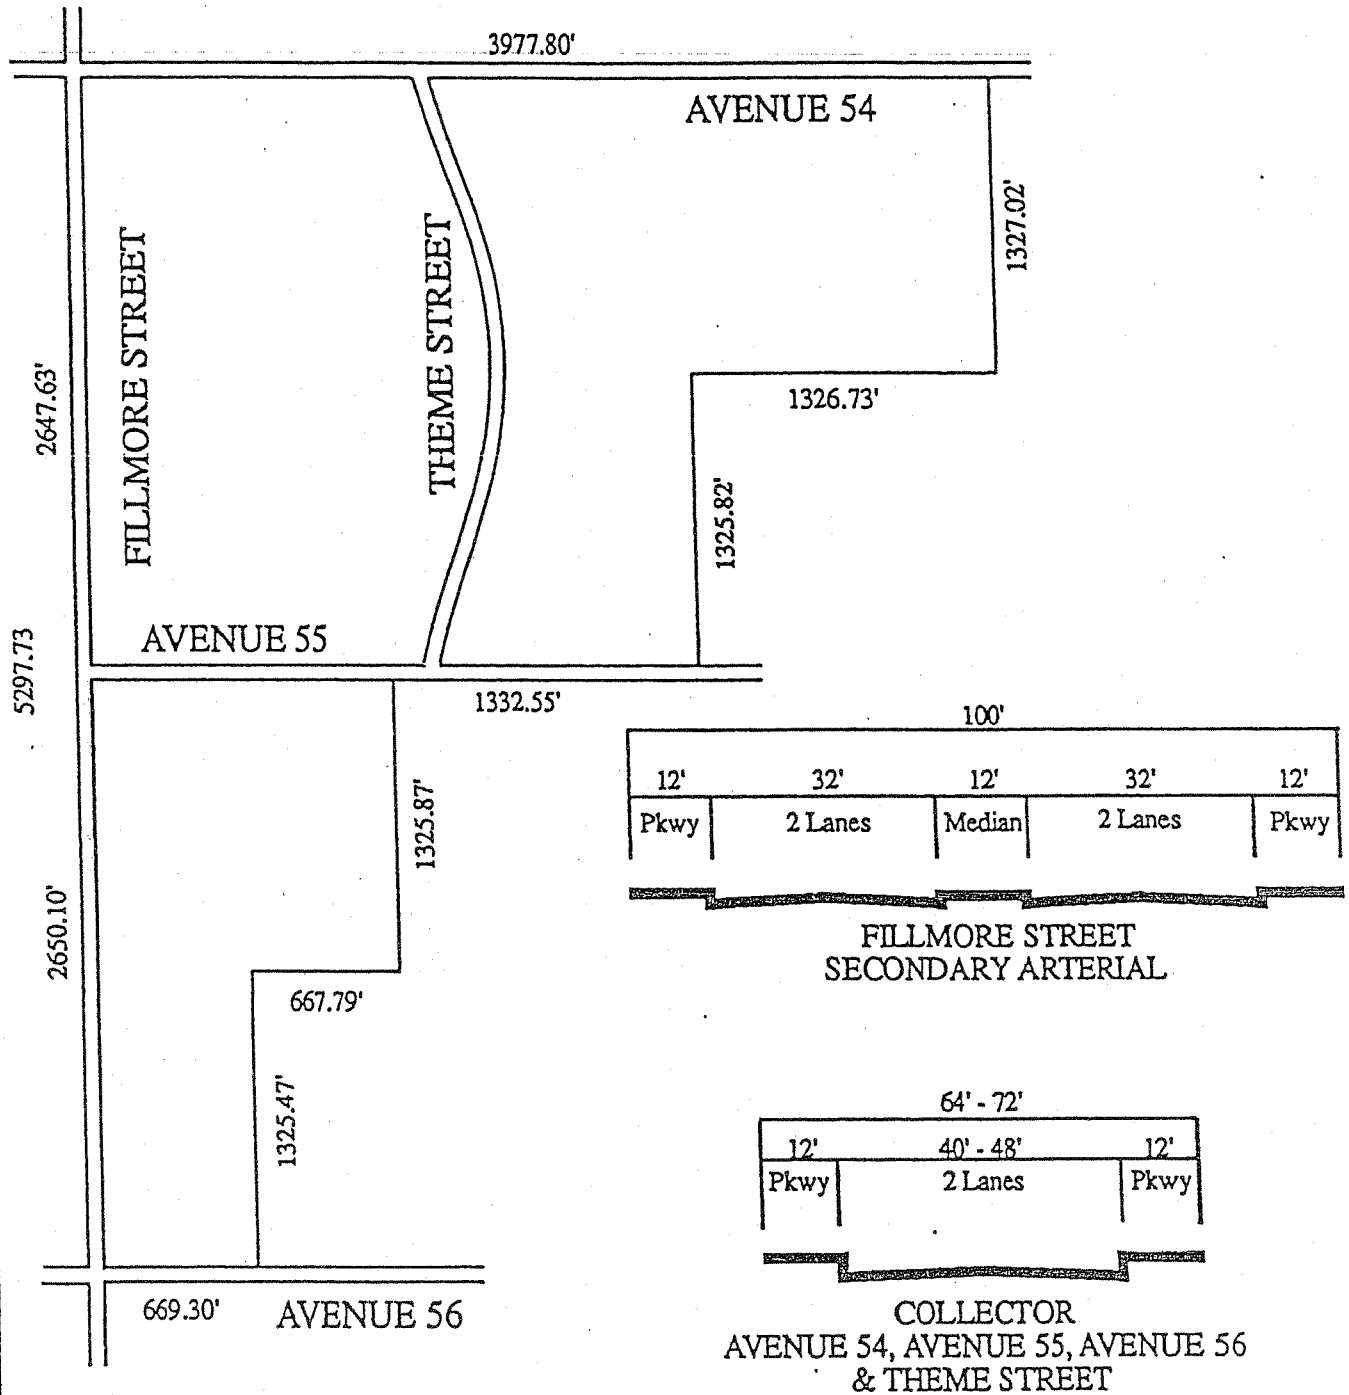 3977.80'
AVENUE 54
FILLMORE STREET
THEME STREET
1327.02'
2647.63'
1326.73'
1325.82'
AVENUE 55
5297.73
1332.55'
1325.87'
2650.10'
667.79'
1325.47'
669.30'
AVENUE 56
100'
12' 32' 12' 32' 12'
Pkwy 2 Lanes Median 2 Lanes Pkwy
FILLMORE STREET
SECONDARY ARTERIAL
64' - 72'
12' 40' - 48' 12'
Pkwy 2 Lanes Pkwy
COLLECTOR
AVENUE 54, AVENUE 55, AVENUE 56
& THEME STREET